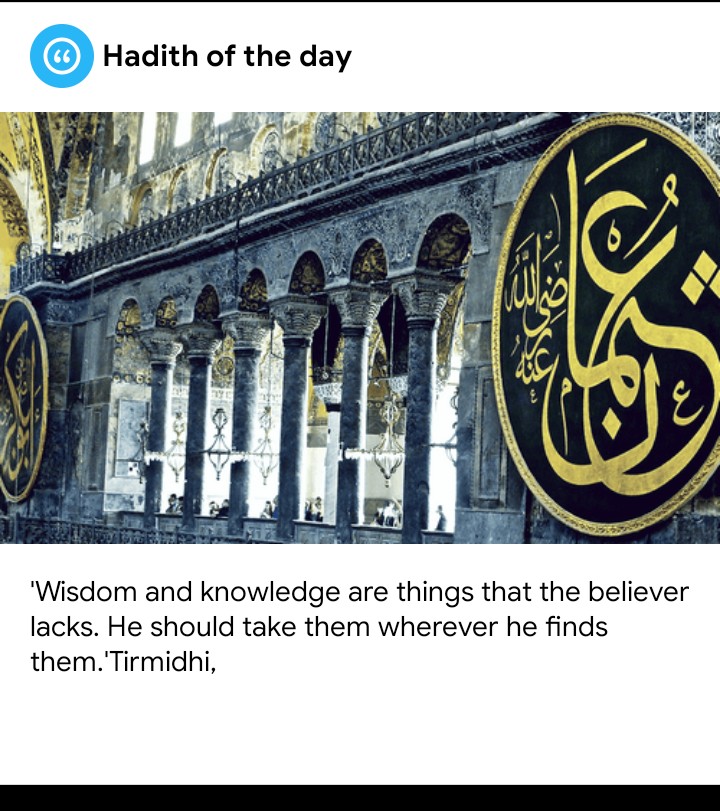 Hadith of the day
عثمان
رضي الله عنه
'Wisdom and knowledge are things that the believer
lacks. He should take them wherever he finds
them.'Tirmidhi,